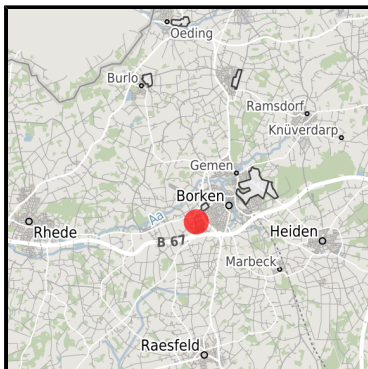 Oeding
Burlo
Ramsdorf
Knüverdarp
Gemen
Borken
Aa
Rhede
B 67
Heiden
Marbeck
Raesfeld